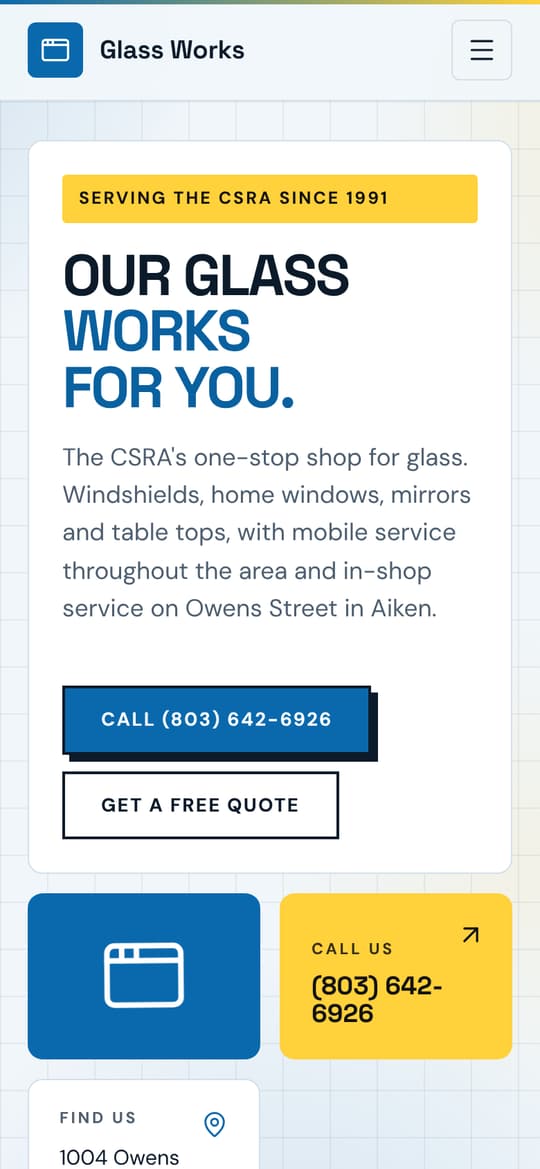 Glass Works
SERVING THE CSRA SINCE 1991
OUR GLASS
WORKS
FOR YOU.
The CSRA's one-stop shop for glass.
Windshields, home windows, mirrors
and table tops, with mobile service
throughout the area and in-shop
service on Owens Street in Aiken.
CALL (803) 642-6926
GET A FREE QUOTE
CALL US
(803) 642-
6926
FIND US
1004 Owens